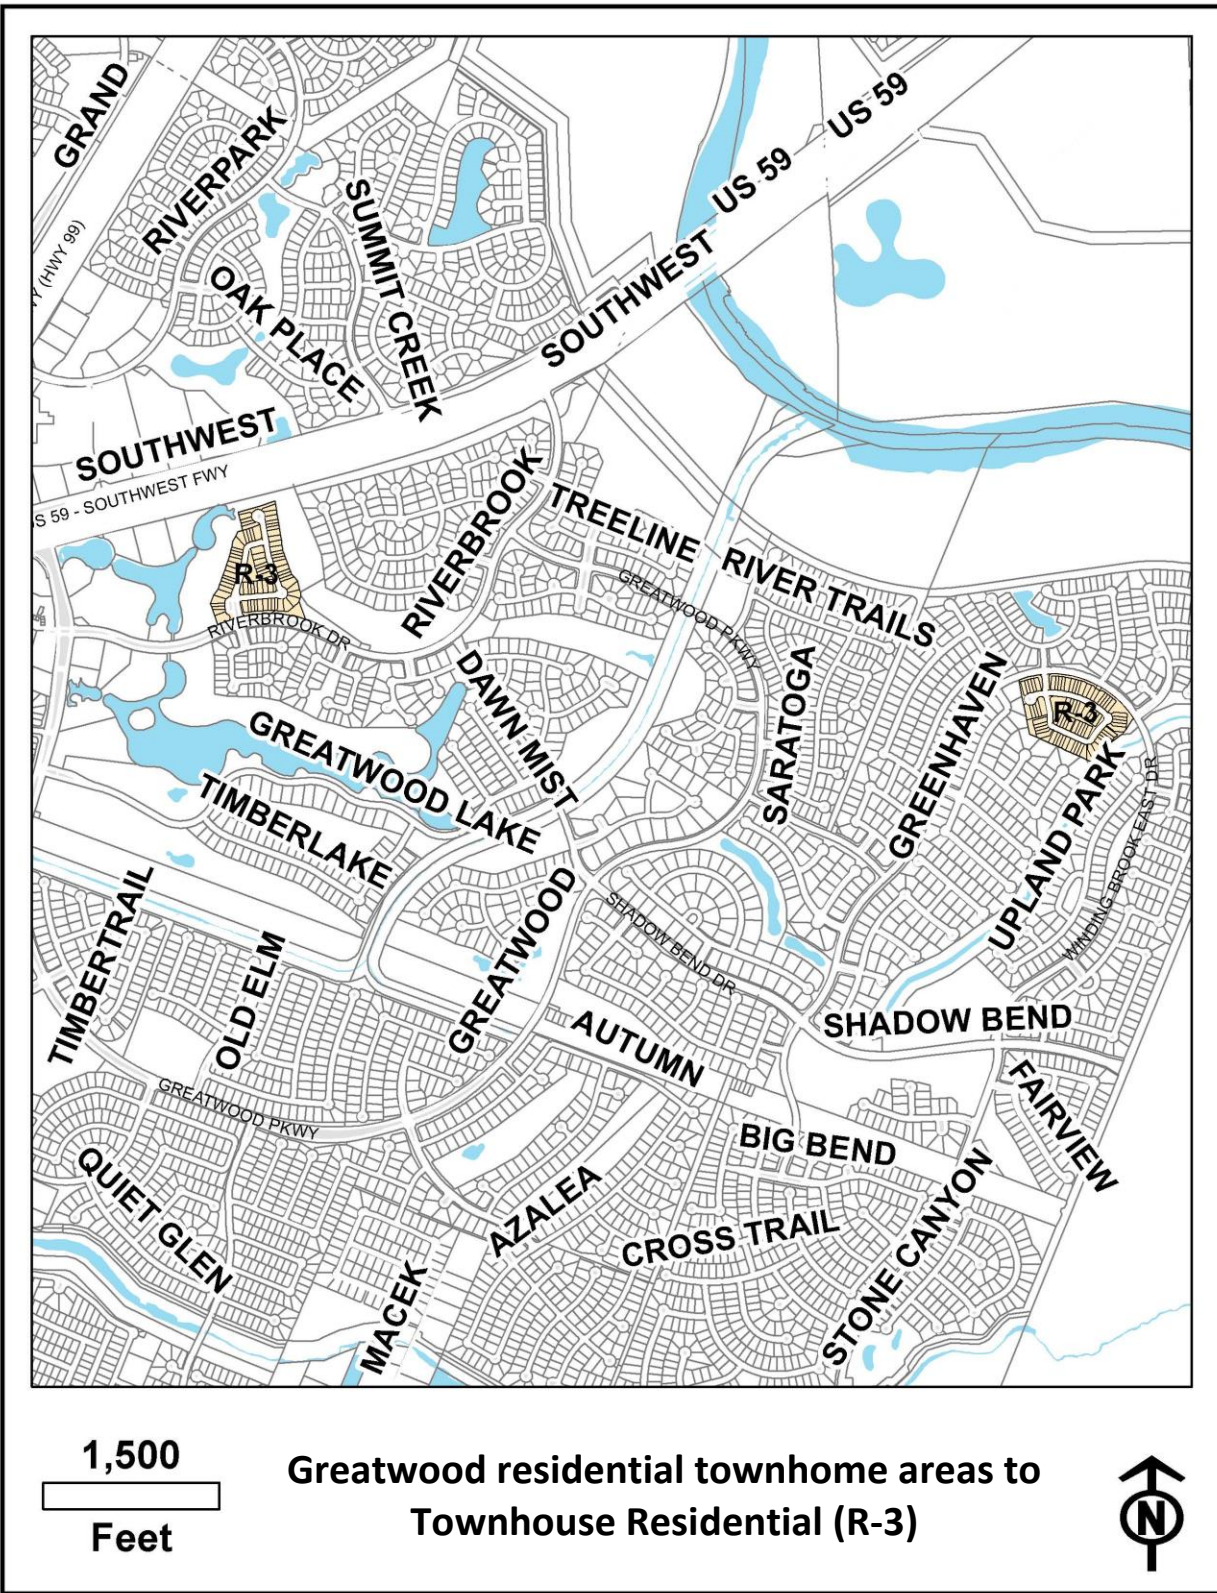 GRAND
RIVERPARK
US 59
US 59
SUMMIT CREEK
(HWY 99)
OAK PLACE
SOUTHWEST
SOUTHWEST
US 59 - SOUTHWEST FWY
RIVERBROOK
TREELINE
RIVER TRAILS
R-3
GREATWOOD PKWY
RIVERBROOK DR
DAWN MIST
SARATOGA
GREENHAVEN
R-3
GREATWOOD LAKE
TIMBERLAKE
UPLAND PARK
WINDING BROOK EAST DR
TIMBERTRAIL
OLD ELM
GREATWOOD
SHADOW BEND DR
AUTUMN
SHADOW BEND
FAIRVIEW
GREATWOOD PKWY
BIG BEND
QUIET GLEN
AZALEA
CROSS TRAIL
STONE CANYON
MACEK
1,500
Feet
Greatwood residential townhome areas to
Townhouse Residential (R-3)
N